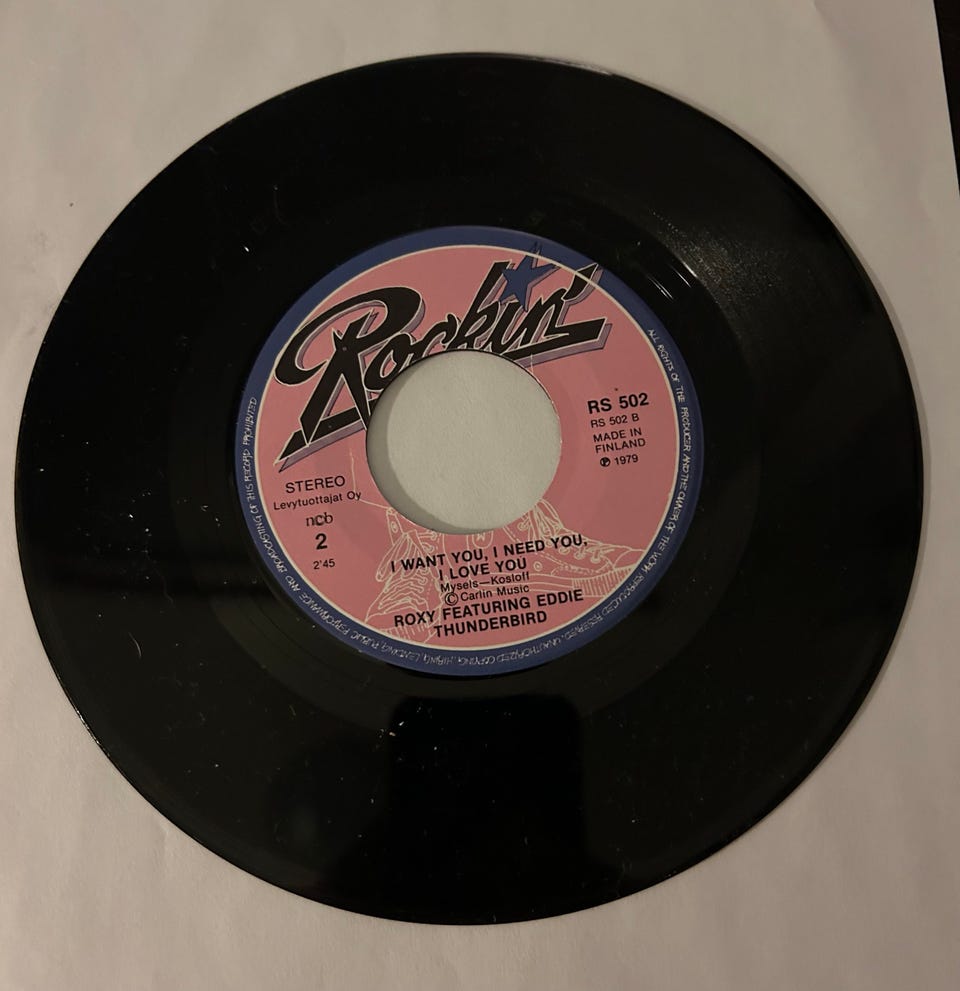 Rockin'
STEREO
Levytuottajat Oy
ncb
2
2'45
RS 502
RS 502 B
MADE IN
FINLAND
Ⓟ 1979
I WANT YOU, I NEED YOU,
I LOVE YOU
Mysels—Kosloff
© Carlin Music
ROXY FEATURING EDDIE
THUNDERBIRD
ALL RIGHTS OF THE PRODUCER AND THE OWNER OF THE WORK REPRODUCED RESERVED. UNAUTHORIZED COPYING, HIRING, LENDING, PUBLIC PERFORMANCE AND BROADCASTING OF THIS RECORD PROHIBITED